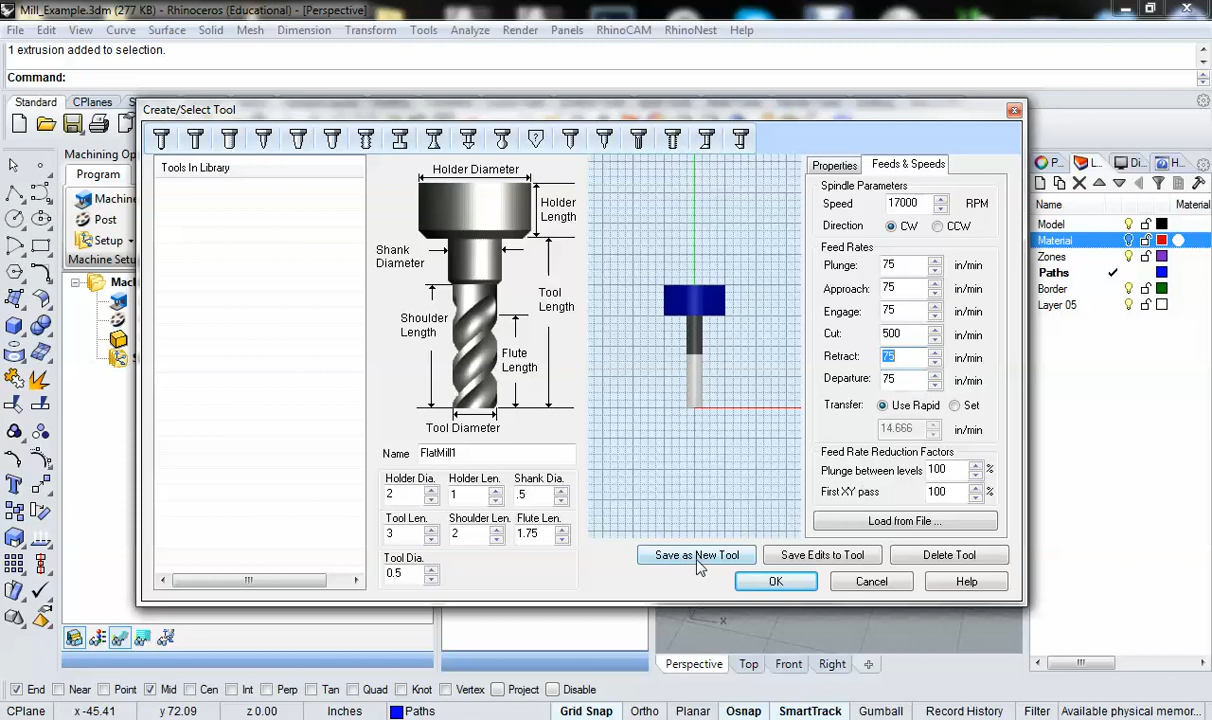 Mill_Example.3dm (277 KB) - Rhinoceros (Educational) - [Perspective]
File Edit View Curve Surface Solid Mesh Dimension Transform Tools Analyze Render Panels RhinoCAM RhinoNest Help
1 extrusion added to selection.
Command:
Standard CPlanes
Create/Select Tool
Machining Op
Program
Machine
Post
Setup
Machine Setup
Mach
Tools In Library
Holder Diameter
Holder Length
Shank Diameter
Tool Length
Shoulder Length
Flute Length
Tool Diameter
Name FlatMill1
Holder Dia. Holder Len. Shank Dia.
2 1 .5
Tool Len. Shoulder Len. Flute Len.
3 2 1.75
Tool Dia.
0.5
Properties Feeds & Speeds
Spindle Parameters
Speed 17000 RPM
Direction CW CCW
Feed Rates
Plunge: 75 in/min
Approach: 75 in/min
Engage: 75 in/min
Cut: 500 in/min
Retract: 75 in/min
Departure: 75 in/min
Transfer: Use Rapid Set
14.666 in/min
Feed Rate Reduction Factors
Plunge between levels 100 %
First XY pass 100 %
Load from File ...
Save as New Tool Save Edits to Tool Delete Tool
OK Cancel Help
P... L... Di... H...
Name Material
Model
Material
Zones
Paths
Border
Layer 05
x
Perspective Top Front Right
End Near Point Mid Cen Int Perp Tan Quad Knot Vertex Project Disable
CPlane x -45.41 y 72.09 z 0.00 Inches Paths Grid Snap Ortho Planar Osnap SmartTrack Gumball Record History Filter Available physical memor...